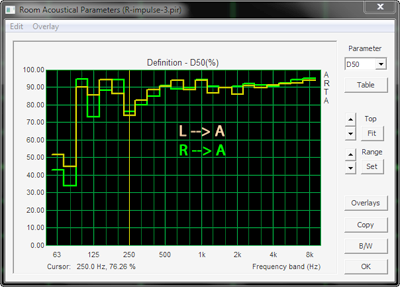 Room Acoustical Parameters (R-impulse-3.pir)
Edit Overlay
Definition - D50(%)
Parameter
D50
Table
Top
Fit
Range
Set
Overlays
Copy
B/W
OK
100.00
90.00
80.00
70.00
60.00
50.00
40.00
30.00
20.00
10.00
0.00
A
R
T
A
L --> A
R --> A
63 125 250 500 1k 2k 4k 8k
Cursor: 250.0 Hz, 76.26 % Frequency band (Hz)